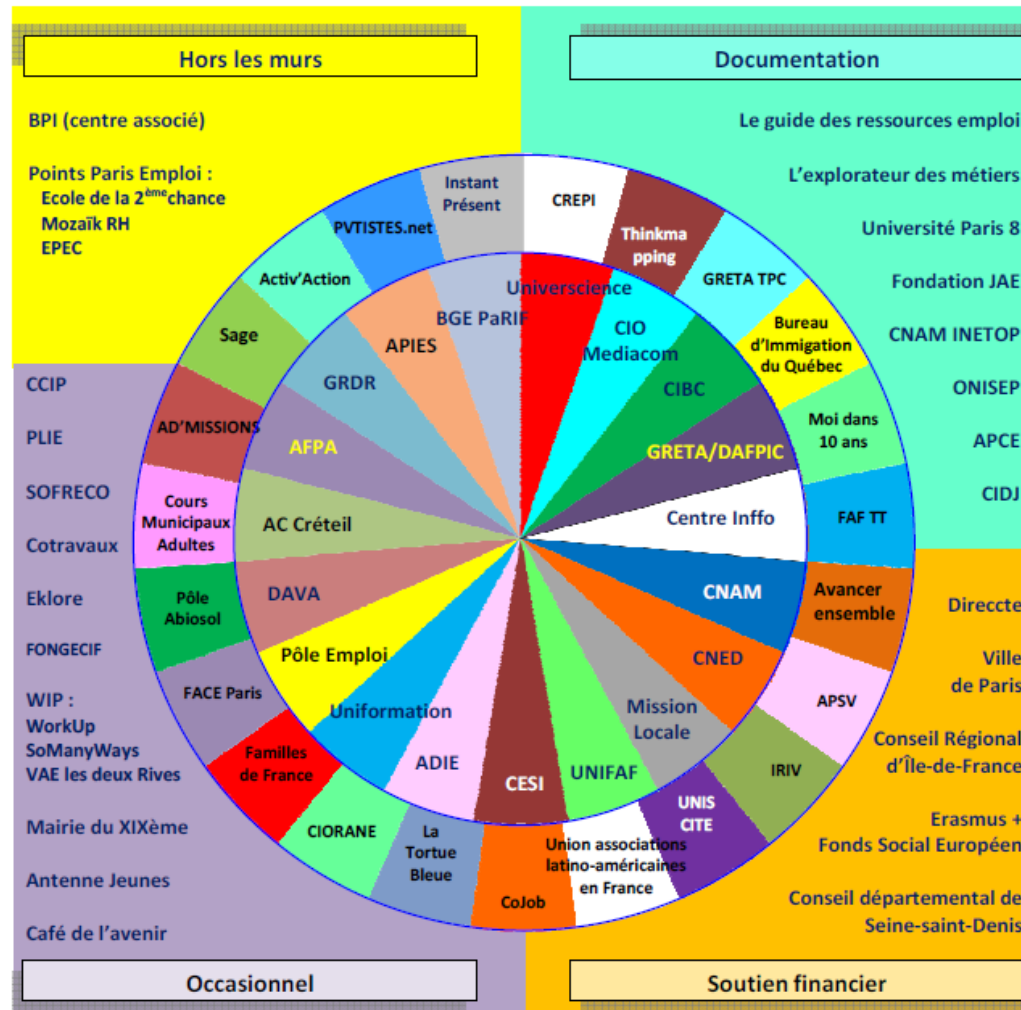 Hors les murs
BPI (centre associé)
Points Paris Emploi :
Ecole de la 2èmechance
Mozaïk RH
EPEC
Documentation
Le guide des ressources emploi
L'explorateur des métiers
Université Paris 8
Fondation JAE
CNAM INETOP
ONISEP
APCE
CIDJ
CCIP
PLIE
SOFRECO
Cotravaux
Eklore
FONGECIF
WIP :
WorkUp
SoManyWays
VAE les deux Rives
Mairie du XIXème
Antenne Jeunes
Café de l'avenir
Occasionnel
Direccte
Ville
de Paris
Conseil Régional
d'Île-de-France
Erasmus +
Fonds Social Européen
Conseil départemental de
Seine-saint-Denis
Soutien financier
CREPI
Thinkma
pping
GRETA TPC
Bureau
d'Immigation
du Québec
Moi dans
10 ans
FAF TT
Avancer
ensemble
APSV
IRIV
UNIS
CITE
Union associations
latino-américaines
en France
CoJob
La
Tortue
Bleue
CIORANE
Familles
de France
FACE Paris
Pôle
Abiosol
Cours
Municipaux
Adultes
AD'MISSIONS
Sage
Activ'Action
PVTISTES.net
Instant
Présent
Universcience
CIO
Mediacom
CIBC
GRETA/DAFPIC
Centre Inffo
CNAM
CNED
Mission
Locale
UNIFAF
CESI
ADIE
Uniformation
Pôle Emploi
DAVA
AC Créteil
AFPA
GRDR
APIES
BGE PaRIF